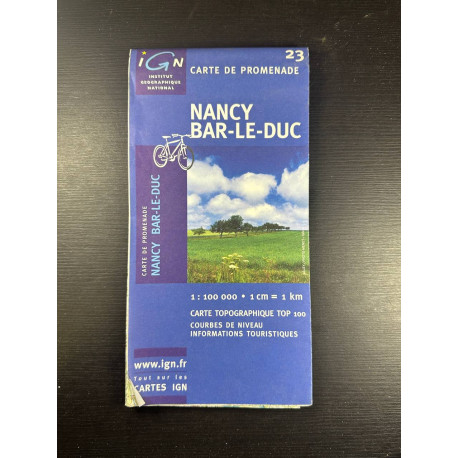 iGN
INSTITUT
GEOGRAPHIQUE
NATIONAL
23
CARTE DE PROMENADE
NANCY
BAR-LE-DUC
CARTE DE PROMENADE
NANCY BAR-LE-DUC
1 : 100 000 • 1 cm = 1 km
CARTE TOPOGRAPHIQUE TOP 100
COURBES DE NIVEAU
INFORMATIONS TOURISTIQUES
www.ign.fr
Tout sur les
CARTES IGN